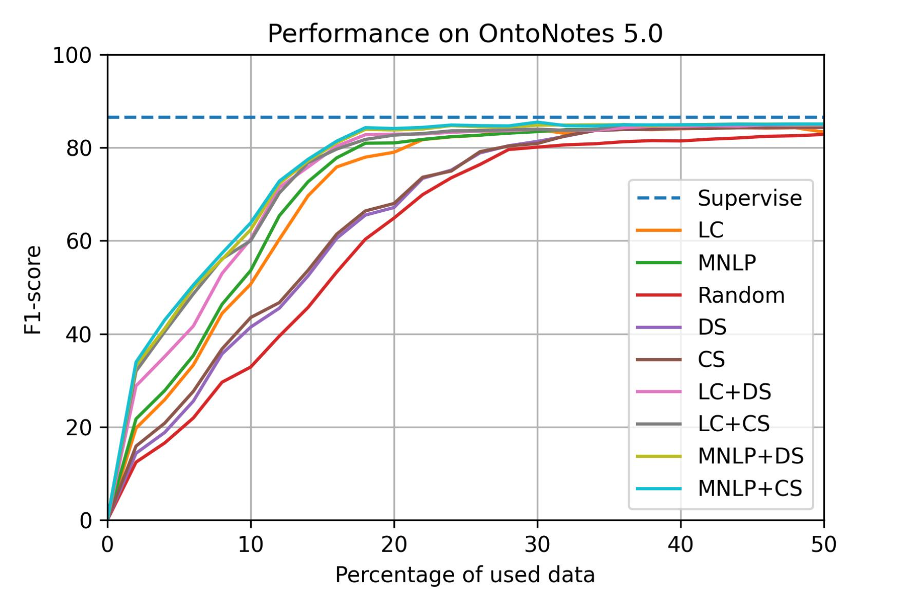 Performance on OntoNotes 5.0
100
80
60
40
20
0
F1-score
0 10 20 30 40 50
Percentage of used data
Supervise
LC
MNLP
Random
DS
CS
LC+DS
LC+CS
MNLP+DS
MNLP+CS